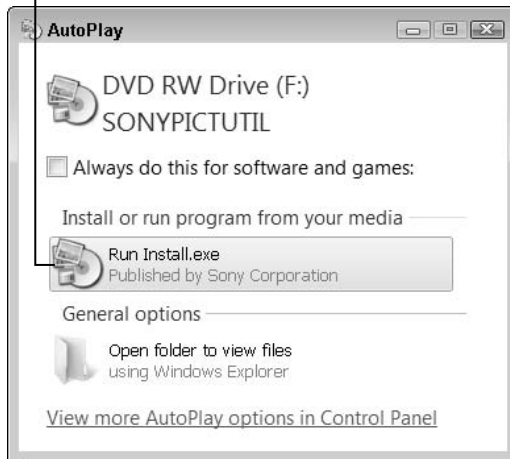 AutoPlay
DVD RW Drive (F:)
SONYPICTUTIL
Always do this for software and games:
Install or run program from your media
Run Install.exe
Published by Sony Corporation
General options
Open folder to view files
using Windows Explorer
View more AutoPlay options in Control Panel